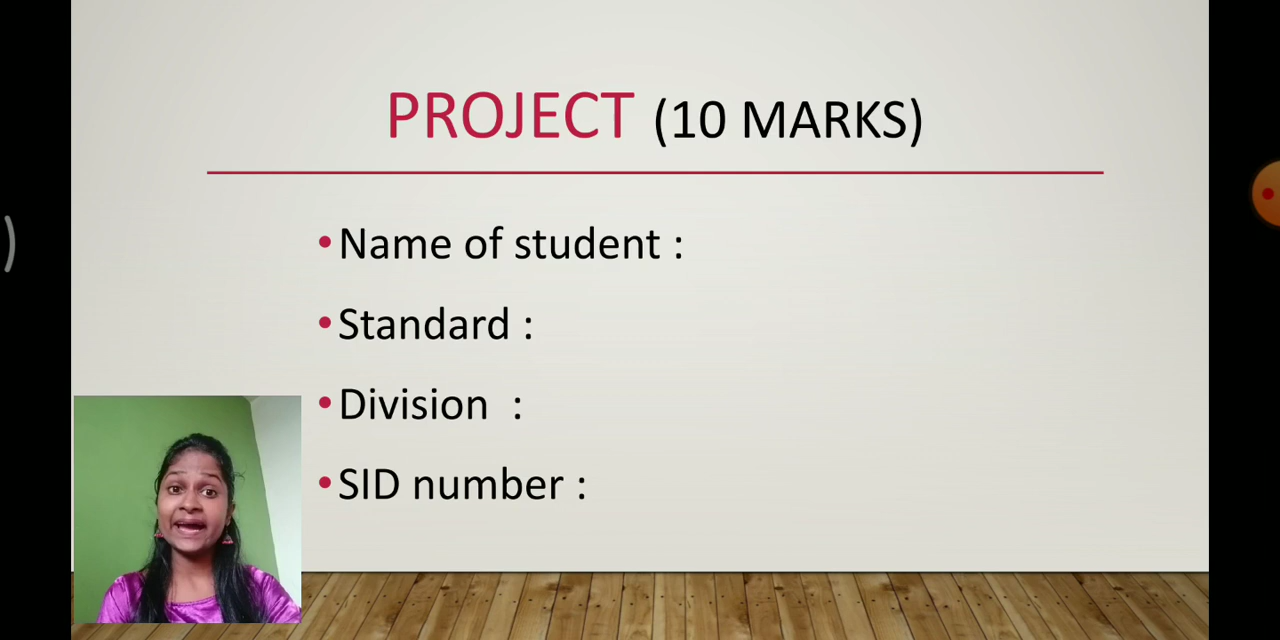 PROJECT (10 MARKS)
•Name of student :
•Standard :
•Division  :
•SID number :